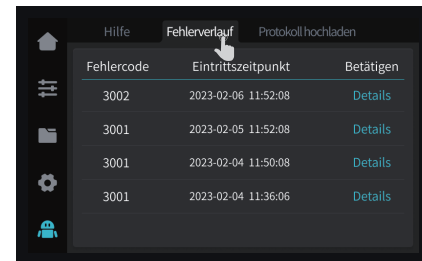 Hilfe Fehlerverlauf Protokoll hochladen
Fehlercode Eintrittszeitpunkt Betätigen
3002 2023-02-06 11:52:08 Details
3001 2023-02-05 11:52:08 Details
3001 2023-02-04 11:50:08 Details
3001 2023-02-04 11:36:06 Details